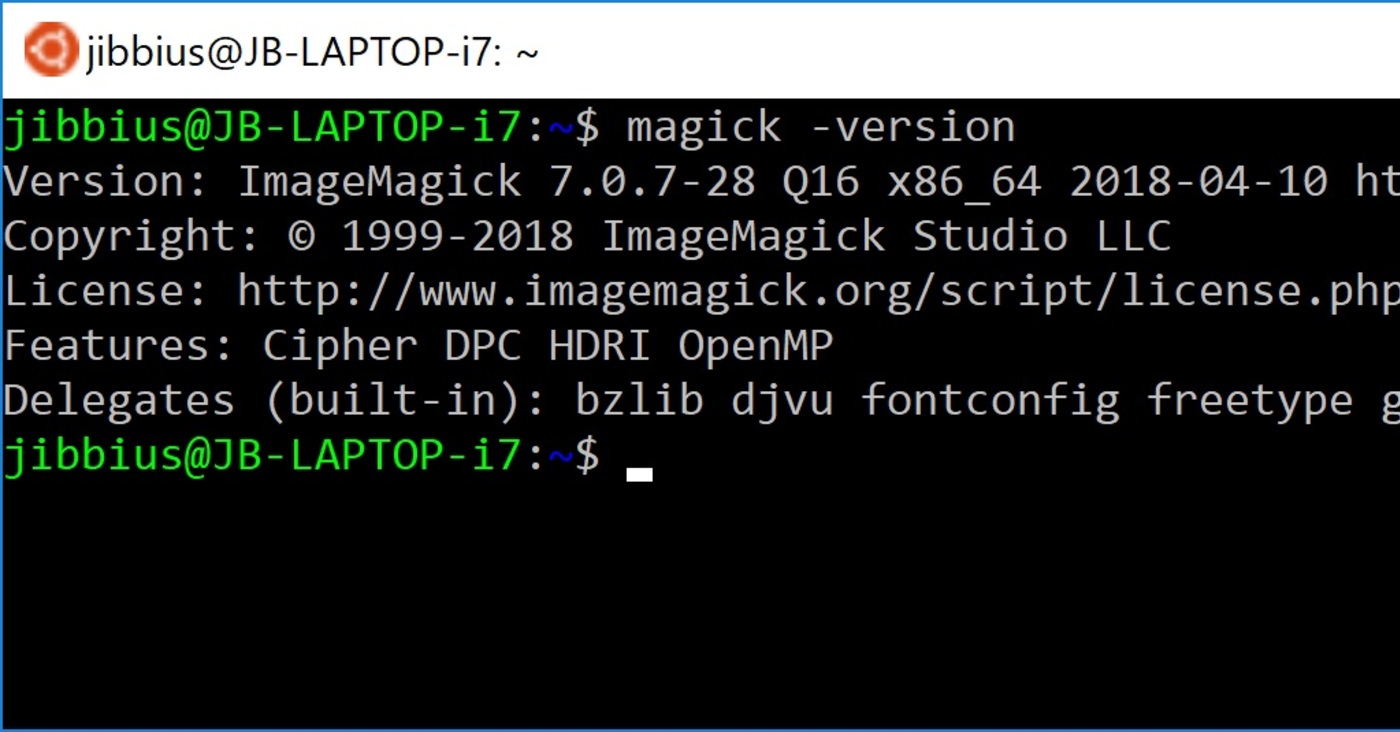 jibbius@JB-LAPTOP-i7: ~
jibbius@JB-LAPTOP-i7:~$ magick -version
Version: ImageMagick 7.0.7-28 Q16 x86_64 2018-04-10 ht
Copyright: © 1999-2018 ImageMagick Studio LLC
License: http://www.imagemagick.org/script/license.php
Features: Cipher DPC HDRI OpenMP
Delegates (built-in): bzlib djvu fontconfig freetype g
jibbius@JB-LAPTOP-i7:~$